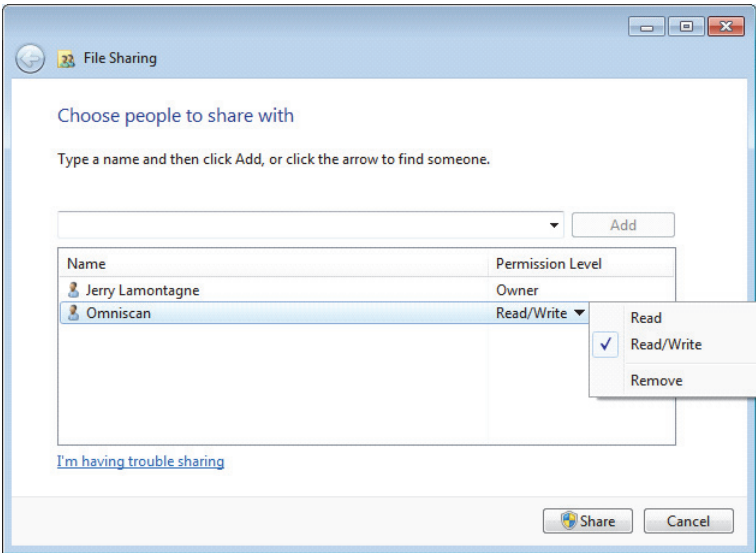 File Sharing
Choose people to share with
Type a name and then click Add, or click the arrow to find someone.
Add
Name Permission Level
Jerry Lamontagne Owner
Omniscan Read/Write
Read
Read/Write
Remove
I'm having trouble sharing
Share Cancel